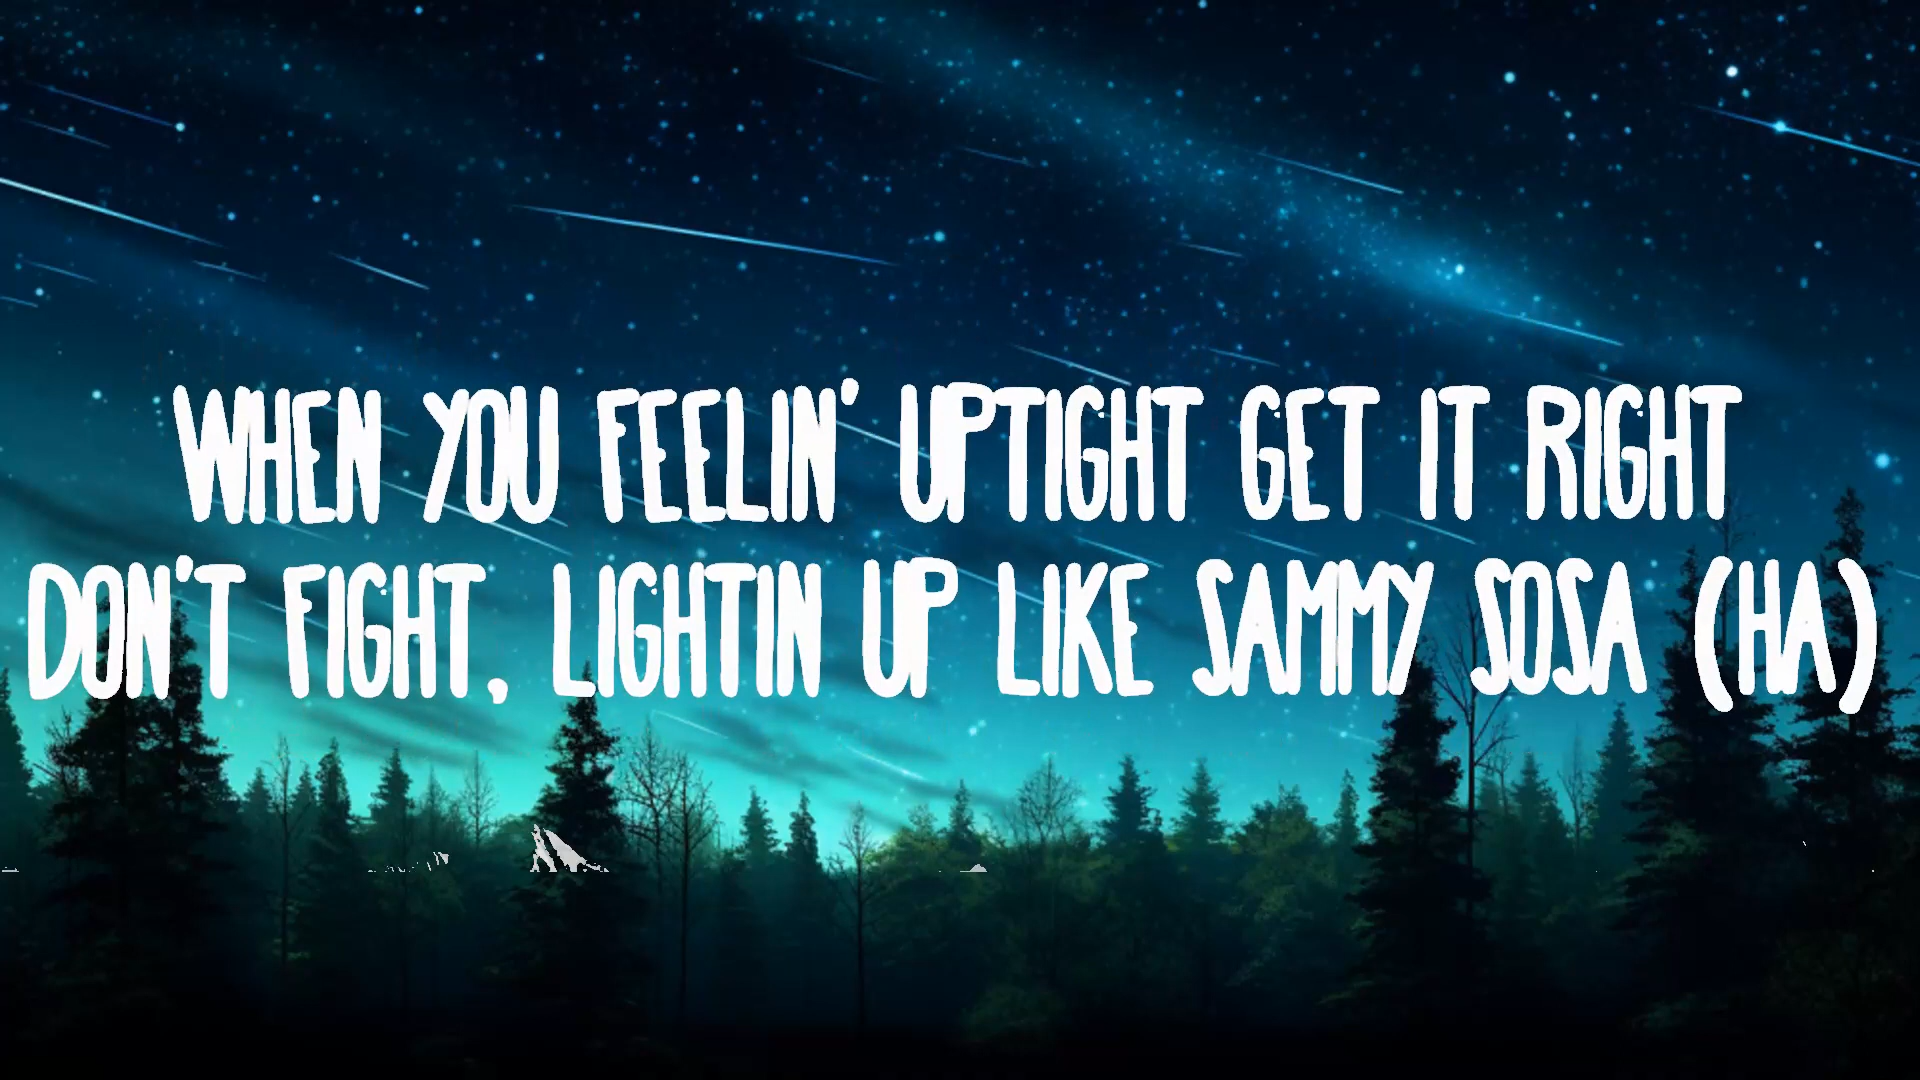 WHEN YOU FEELIN' UPTIGHT GET IT RIGHT
DON'T FIGHT, LIGHTIN UP LIKE SAMMY SOSA (HA)